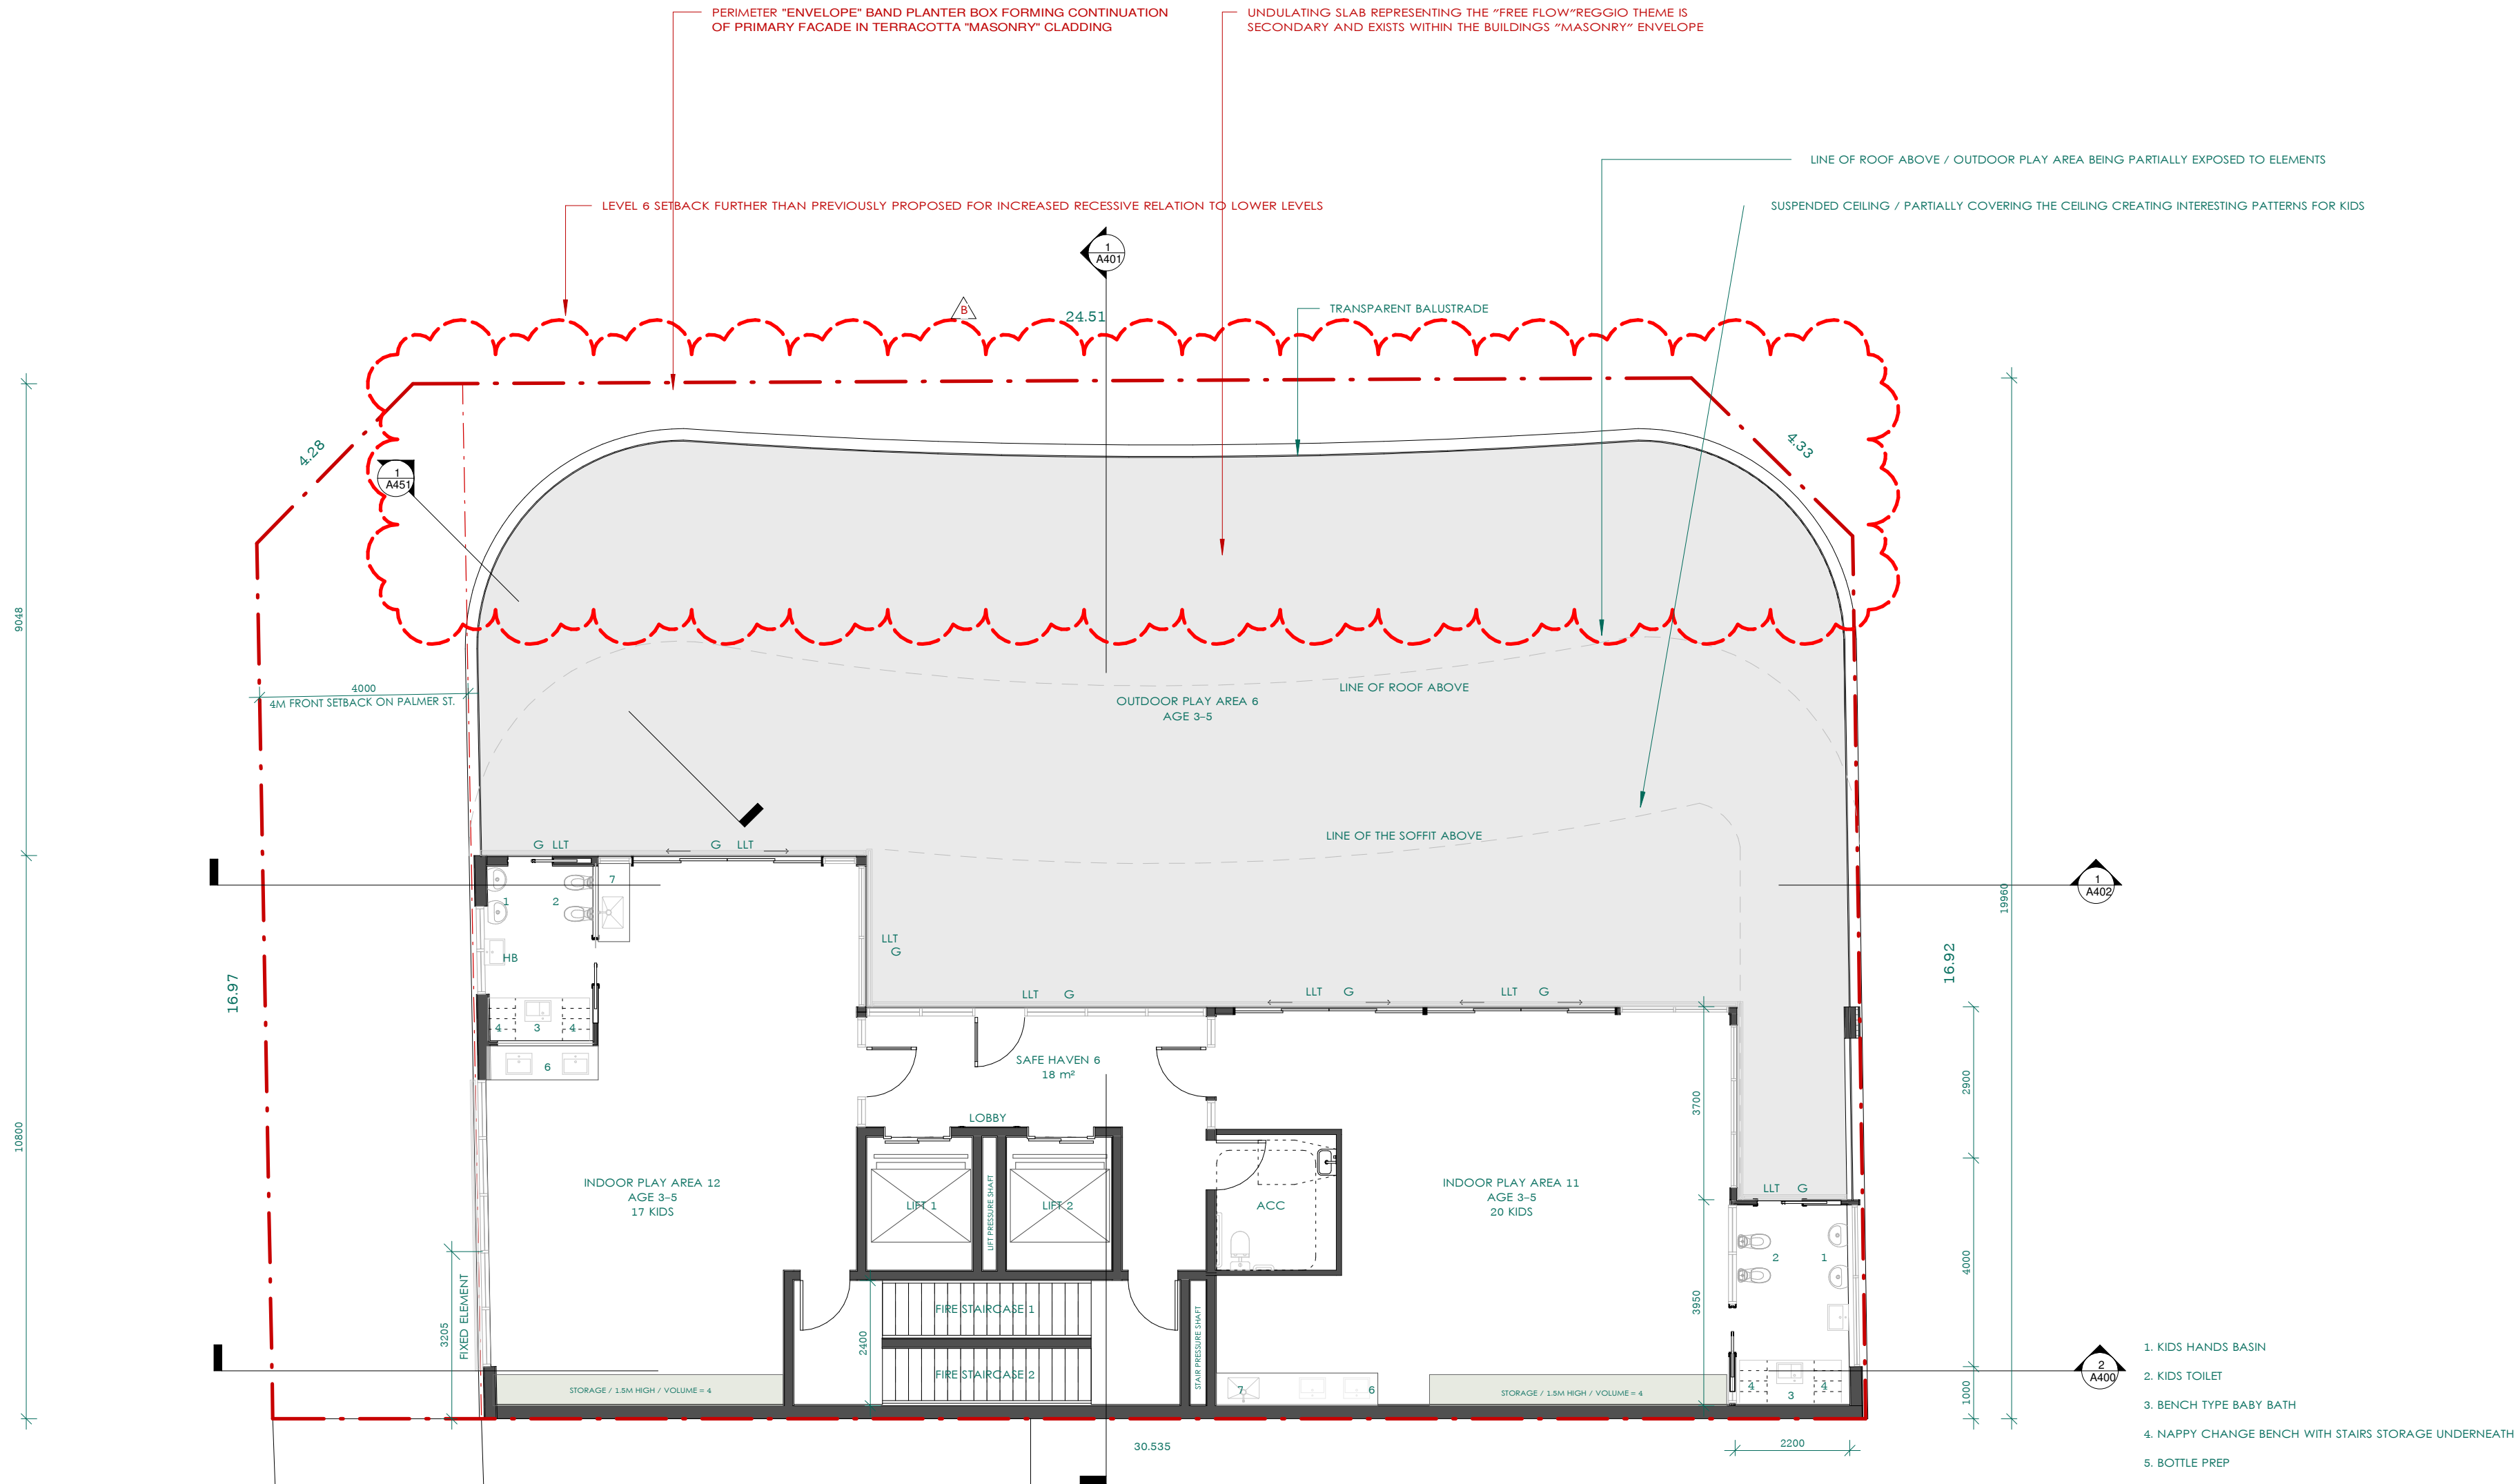 PERIMETER "ENVELOPE" BAND PLANTER BOX FORMING CONTINUATION
OF PRIMARY FACADE IN TERRACOTTA "MASONRY" CLADDING
UNDULATING SLAB REPRESENTING THE "FREE FLOW"REGGIO THEME IS
SECONDARY AND EXISTS WITHIN THE BUILDINGS "MASONRY" ENVELOPE
LINE OF ROOF ABOVE / OUTDOOR PLAY AREA BEING PARTIALLY EXPOSED TO ELEMENTS
LEVEL 6 SETBACK FURTHER THAN PREVIOUSLY PROPOSED FOR INCREASED RECESSIVE RELATION TO LOWER LEVELS
SUSPENDED CEILING / PARTIALLY COVERING THE CEILING CREATING INTERESTING PATTERNS FOR KIDS
1
A401
B
24.51
TRANSPARENT BALUSTRADE
4.28
4.33
1
A451
9048
4000
4M FRONT SETBACK ON PALMER ST.
LINE OF ROOF ABOVE
OUTDOOR PLAY AREA 6
AGE 3-5
LINE OF THE SOFFIT ABOVE
G LLT
G LLT
7
1
2
1
A402
19960
LLT
G
HB
16.97
16.92
LLT G
LLT G
LLT G
4
3
4
6
SAFE HAVEN 6
18 m²
LOBBY
3700
2900
10800
INDOOR PLAY AREA 12
AGE 3-5
17 KIDS
LIFT 1
LIFT PRESSURE SHAFT
LIFT 2
ACC
INDOOR PLAY AREA 11
AGE 3-5
20 KIDS
LLT G
2
1
4000
3205
FIXED ELEMENT
2400
FIRE STAIRCASE 1
FIRE STAIRCASE 2
STAIR PRESSURE SHAFT
3950
STORAGE / 1.5M HIGH / VOLUME = 4
7
6
STORAGE / 1.5M HIGH / VOLUME = 4
4
3
4
1000
2
A400
30.535
2200
1. KIDS HANDS BASIN
2. KIDS TOILET
3. BENCH TYPE BABY BATH
4. NAPPY CHANGE BENCH WITH STAIRS STORAGE UNDERNEATH
5. BOTTLE PREP